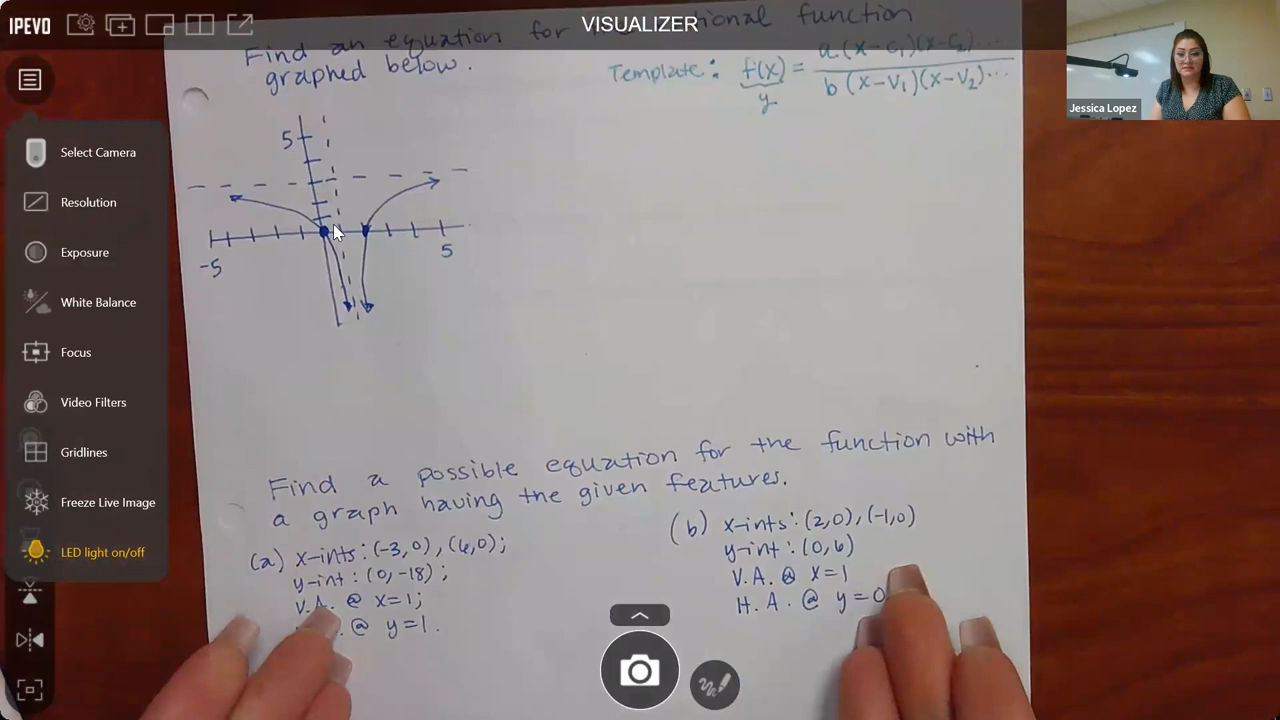 IPEVO
VISUALIZER
Select Camera
Resolution
Exposure
White Balance
Focus
Video Filters
Gridlines
Freeze Live Image
LED light on/off
Jessica Lopez
Find an equation for the rational function
graphed below.
Template: f(x) = a(x-c₁)(x-c₂)...
b(x-v₁)(x-v₂)...
y
5
-5
5
Find a possible equation for the function with
a graph having the given features.
(a) x-ints: (-3,0), (6,0);
y-int: (0,-18);
V.A. @ x=1;
@ y=1.
(b) x-ints: (2,0), (-1,0)
y-int: (0,6)
V.A. @ x=1
H.A. @ y=0